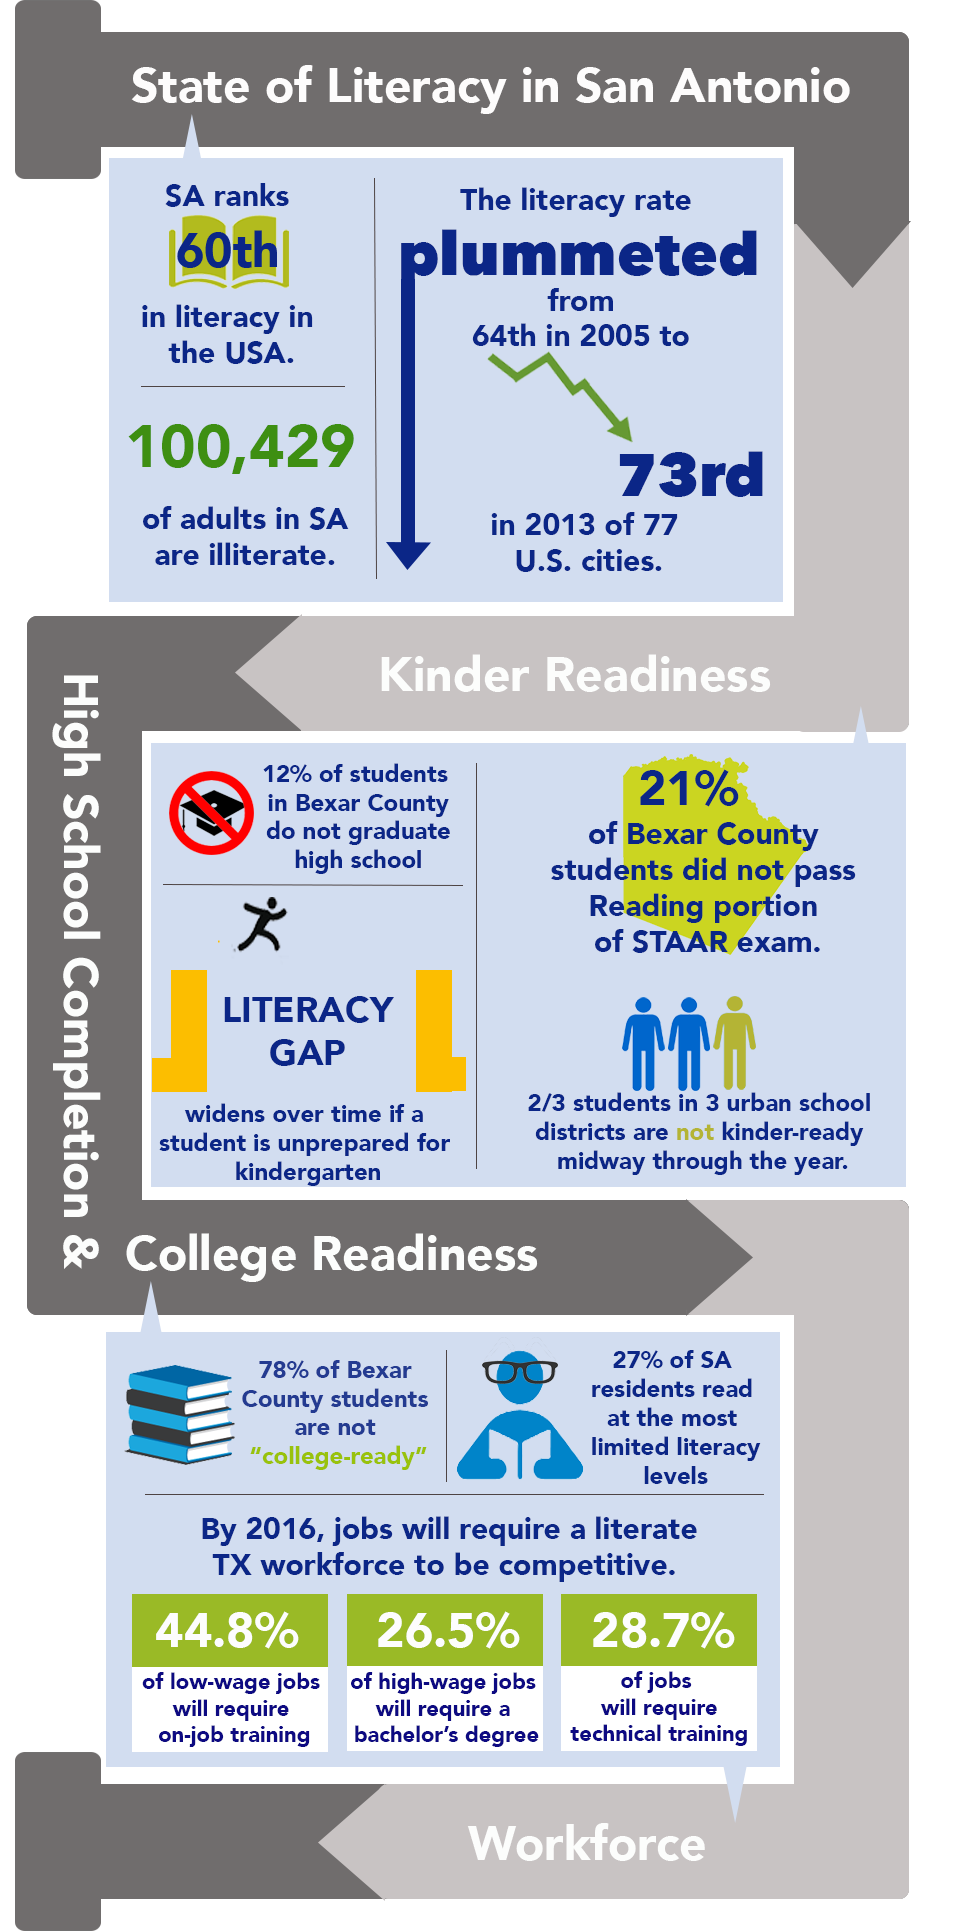 State of Literacy in San Antonio
SA ranks
60th
in literacy in
the USA.
100,429
of adults in SA
are illiterate.
The literacy rate
plummeted
from
64th in 2005 to
73rd
in 2013 of 77
U.S. cities.
Kinder Readiness
High School Completion &
12% of students
in Bexar County
do not graduate
high school
LITERACY
GAP
widens over time if a
student is unprepared for
kindergarten
21%
of Bexar County
students did not pass
Reading portion
of STAAR exam.
2/3 students in 3 urban school
districts are not kinder-ready
midway through the year.
College Readiness
78% of Bexar
County students
are not
“college-ready”
27% of SA
residents read
at the most
limited literacy
levels
By 2016, jobs will require a literate
TX workforce to be competitive.
44.8%
of low-wage jobs
will require
on-job training
26.5%
of high-wage jobs
will require a
bachelor’s degree
28.7%
of jobs
will require
technical training
Workforce